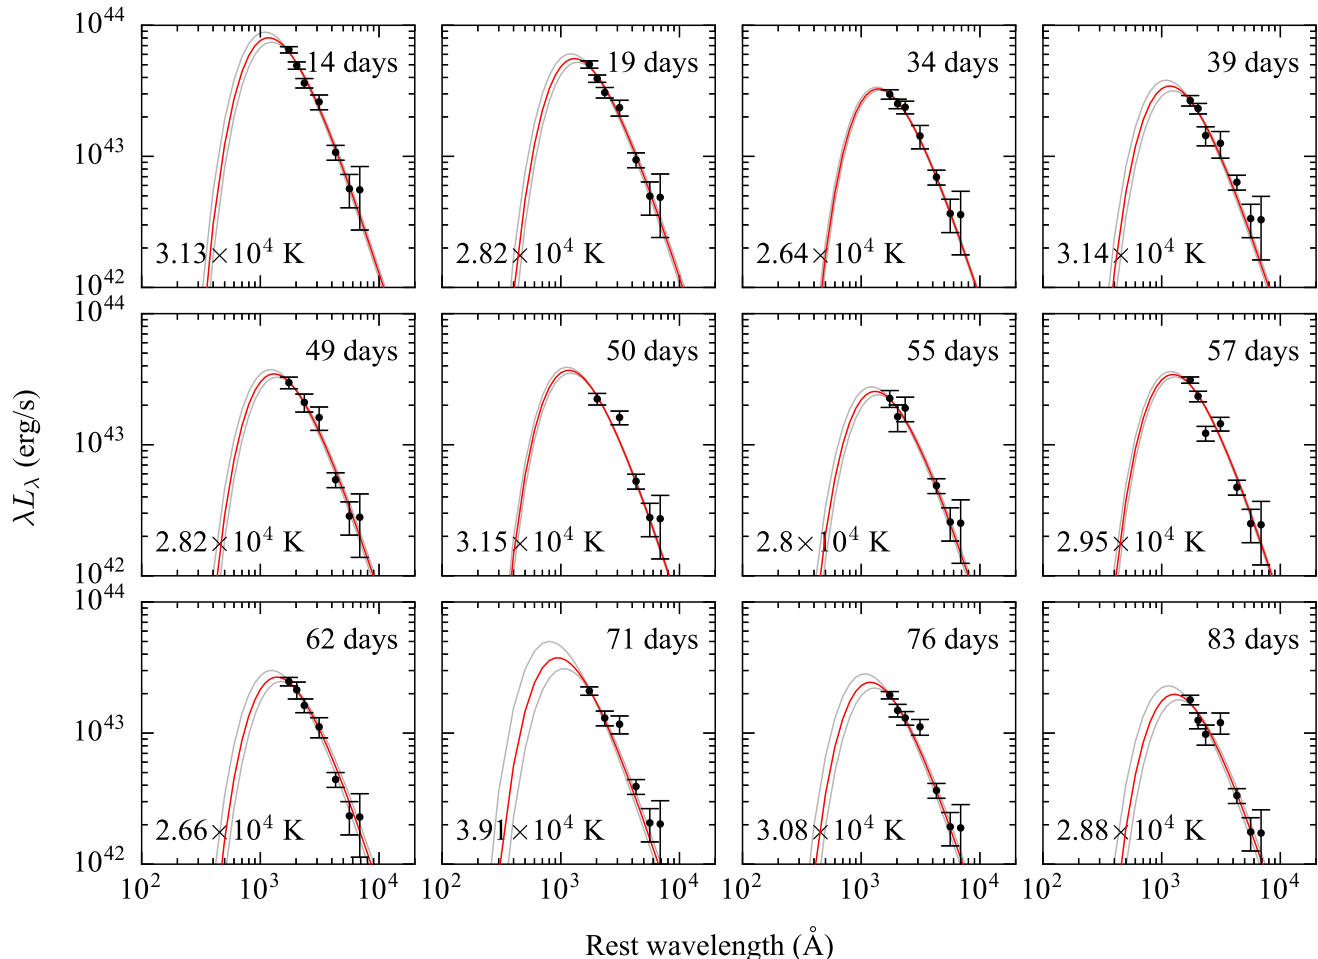 10^44
14 days
19 days
34 days
39 days
10^43
3.13×10^4 K
2.82×10^4 K
2.64×10^4 K
3.14×10^4 K
10^42
10^44
49 days
50 days
55 days
57 days
10^43
λL_λ (erg/s)
2.82×10^4 K
3.15×10^4 K
2.8×10^4 K
2.95×10^4 K
10^42
10^44
62 days
71 days
76 days
83 days
10^43
2.66×10^4 K
3.91×10^4 K
3.08×10^4 K
2.88×10^4 K
10^42
10^2 10^3 10^4 10^2 10^3 10^4 10^2 10^3 10^4 10^2 10^3 10^4
Rest wavelength (Å)